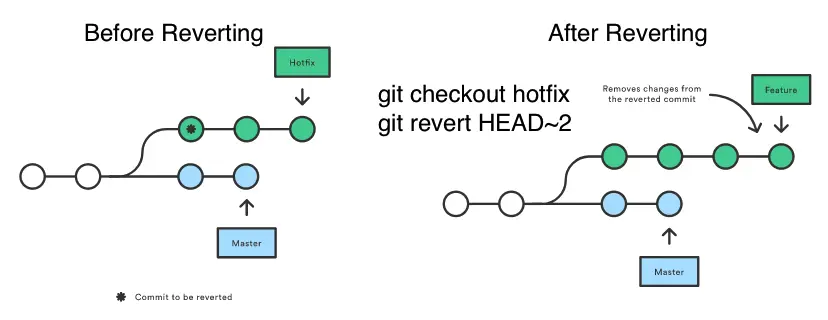 Before Reverting
Hotfix
Master
Commit to be reverted
After Reverting
git checkout hotfix
git revert HEAD~2
Removes changes from
the reverted commit
Feature
Master